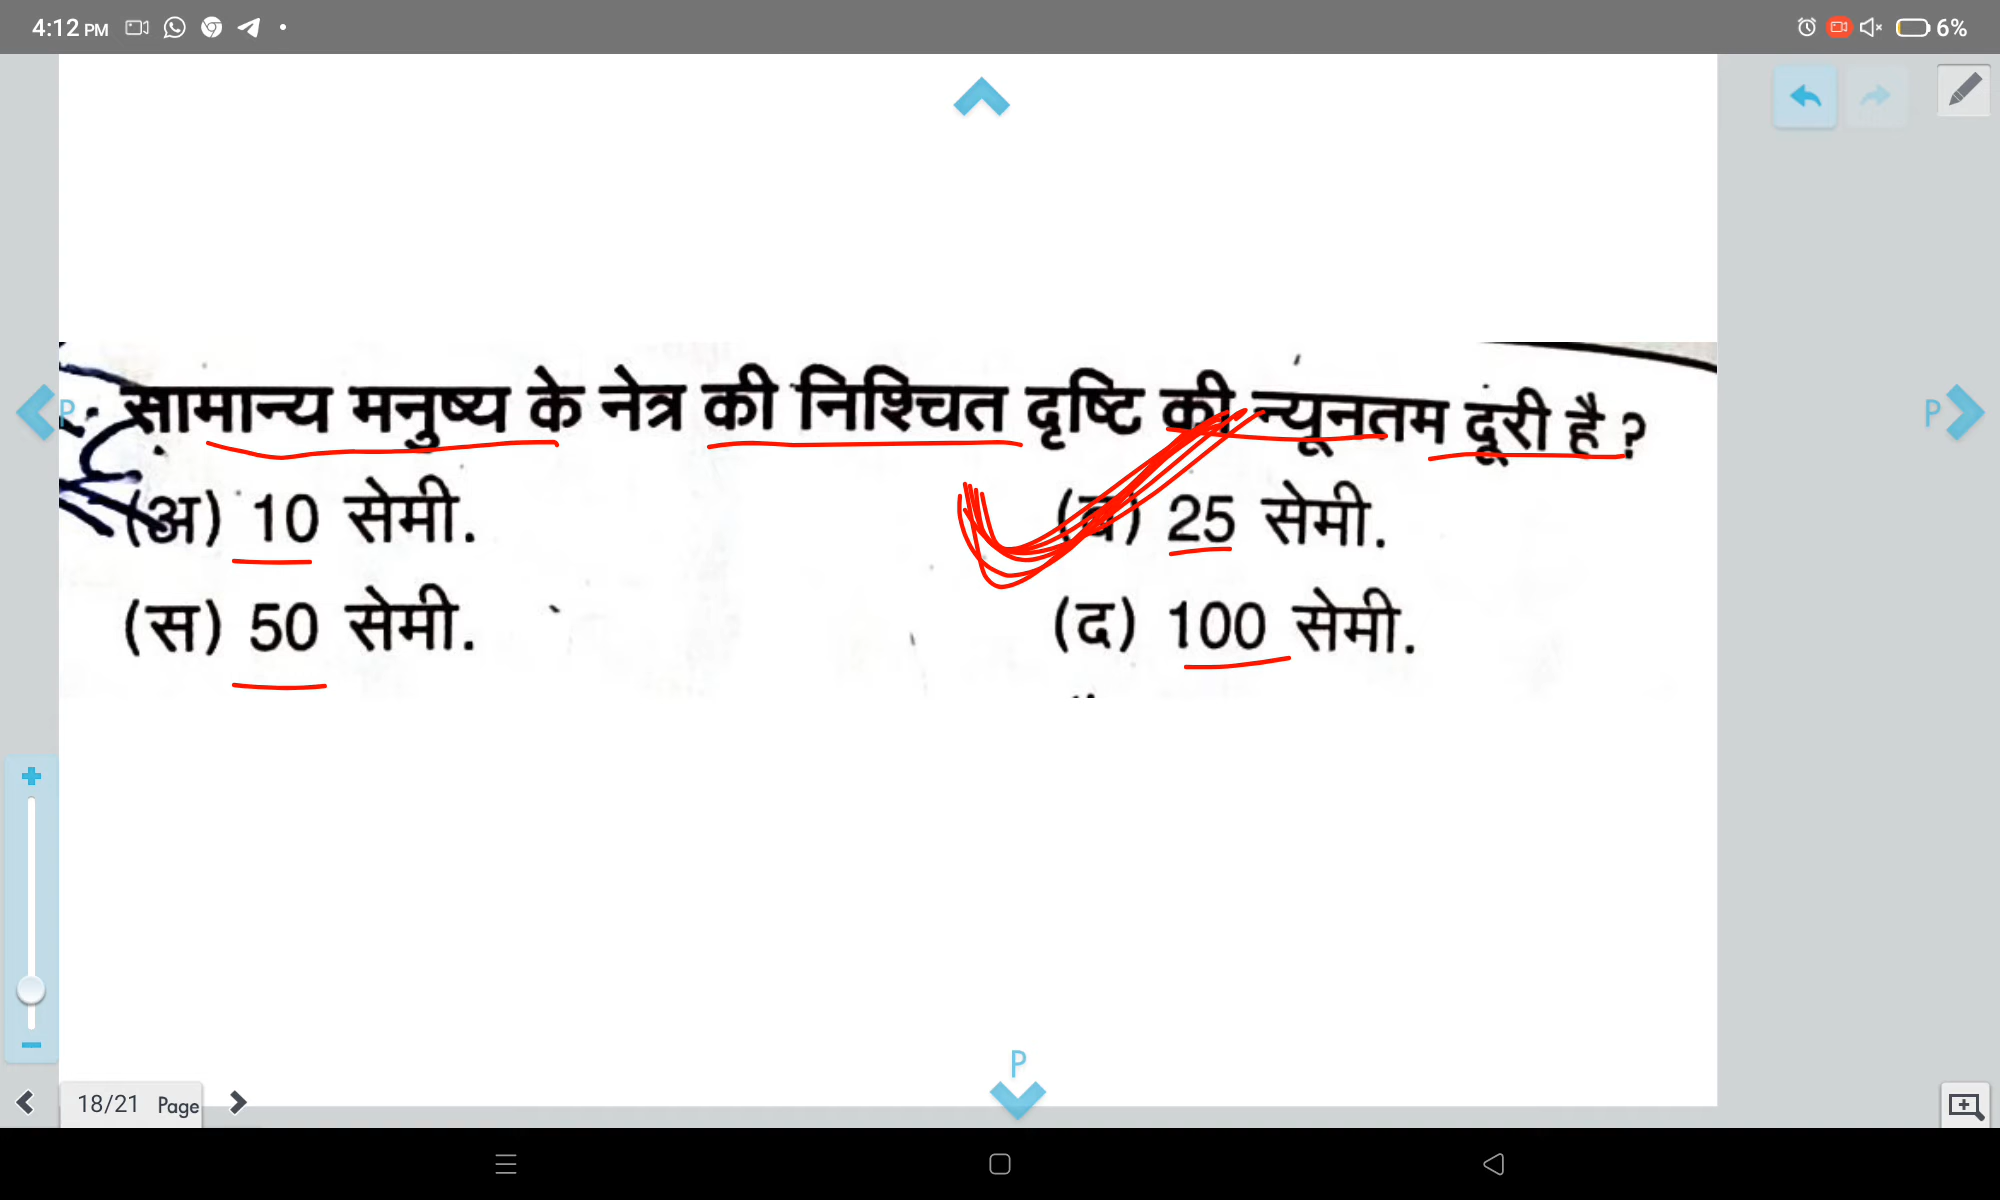 4:12 PM 6%
P P
सामान्य मनुष्य के नेत्र की निश्चित दृष्टि की न्यूनतम दूरी है ?
(अ) 10 सेमी. (ब) 25 सेमी.
(स) 50 सेमी. (द) 100 सेमी.
P
18/21 Page